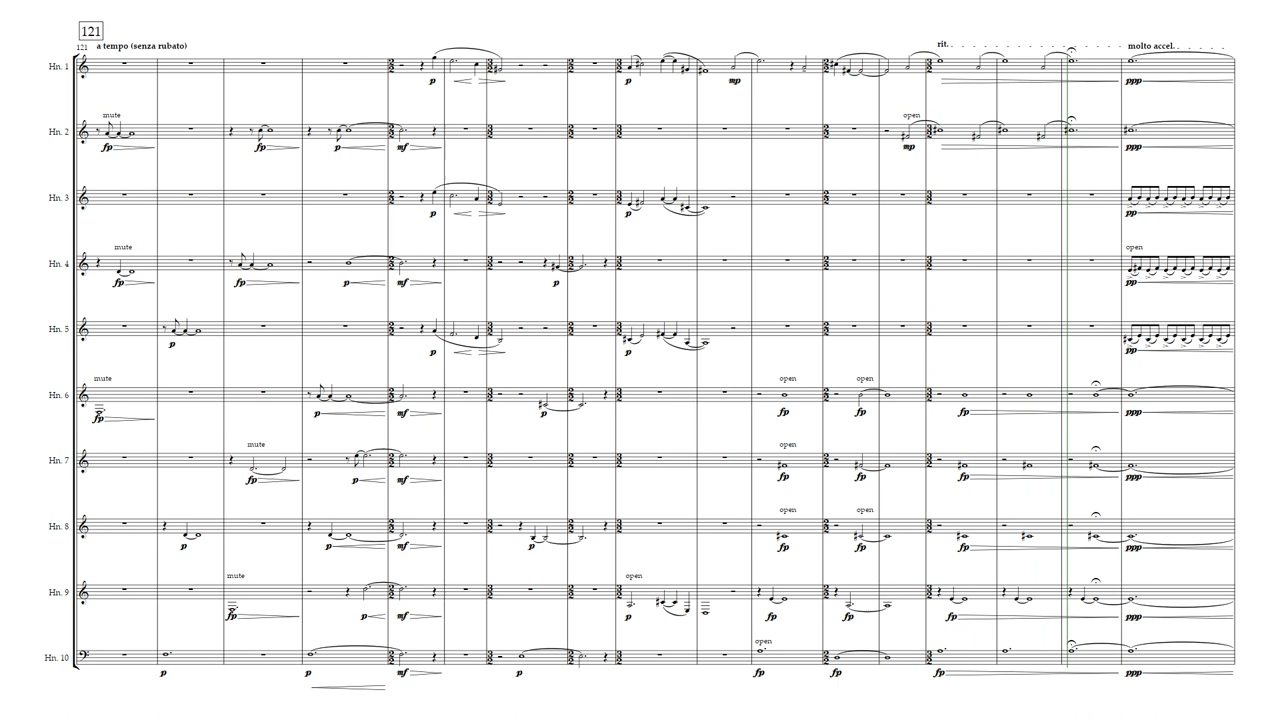 121
121 a tempo (senza rubato) rit. molto accel.
Hn. 1
p p mp ppp
mute open
Hn. 2
fp fp p mf mp ppp
Hn. 3
p p pp
mute open
Hn. 4
fp fp p mf p pp
Hn. 5
p p p pp
mute open open
Hn. 6
fp p mf p fp fp fp ppp
mute open
Hn. 7
fp p mf fp fp fp ppp
open open
Hn. 8
p p mf p fp fp fp ppp
mute open
Hn. 9
fp p mf p fp fp fp ppp
open
Hn. 10
p p mf p fp fp fp ppp